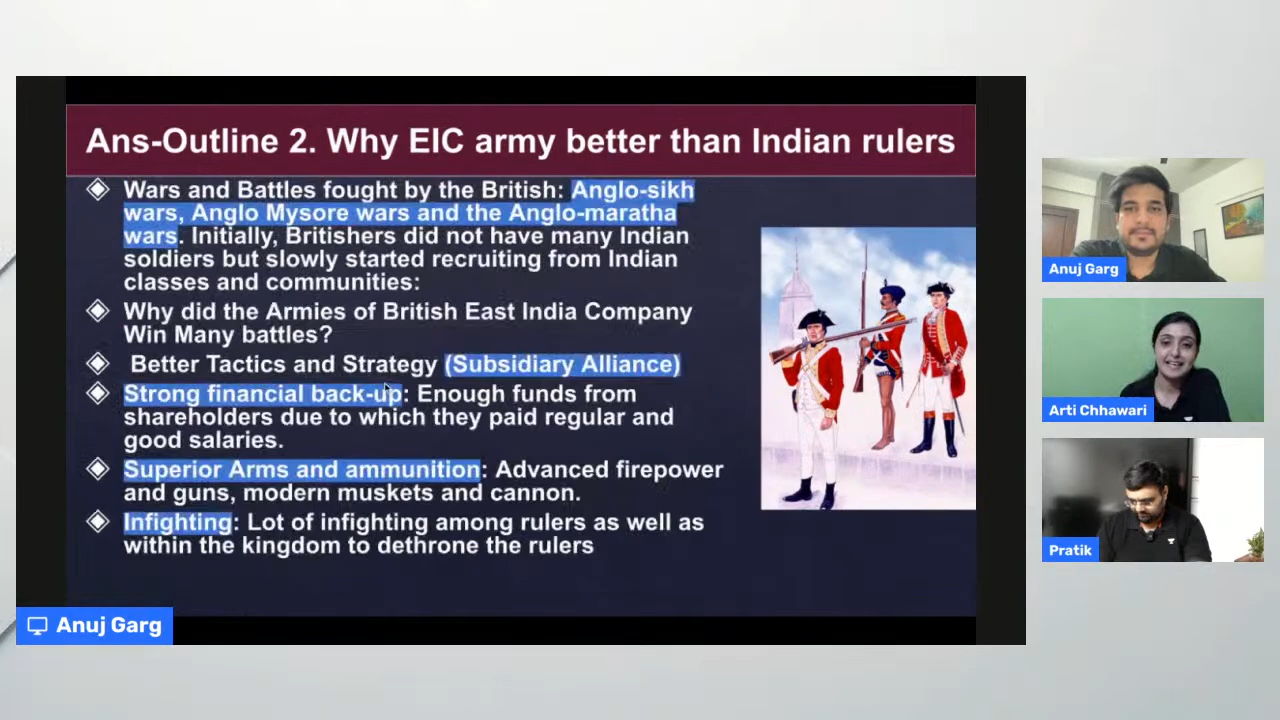 Ans-Outline 2. Why EIC army better than Indian rulers
Wars and Battles fought by the British: Anglo-sikh
wars, Anglo Mysore wars and the Anglo-maratha
wars. Initially, Britishers did not have many Indian
soldiers but slowly started recruiting from Indian
classes and communities:
Why did the Armies of British East India Company
Win Many battles?
Better Tactics and Strategy (Subsidiary Alliance)
Strong financial back-up: Enough funds from
shareholders due to which they paid regular and
good salaries.
Superior Arms and ammunition: Advanced firepower
and guns, modern muskets and cannon.
Infighting: Lot of infighting among rulers as well as
within the kingdom to dethrone the rulers
Anuj Garg
Anuj Garg
Arti Chhawari
Pratik